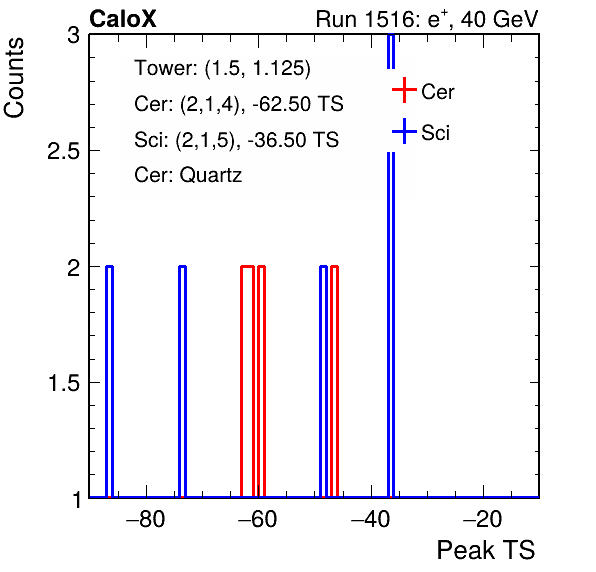 CaloX Run 1516: e⁺, 40 GeV
Counts
Tower: (1.5, 1.125)
Cer: (2,1,4), -62.50 TS
Sci: (2,1,5), -36.50 TS
Cer: Quartz
Cer
Sci
3
2.5
2
1.5
1
−80 −60 −40 −20
Peak TS